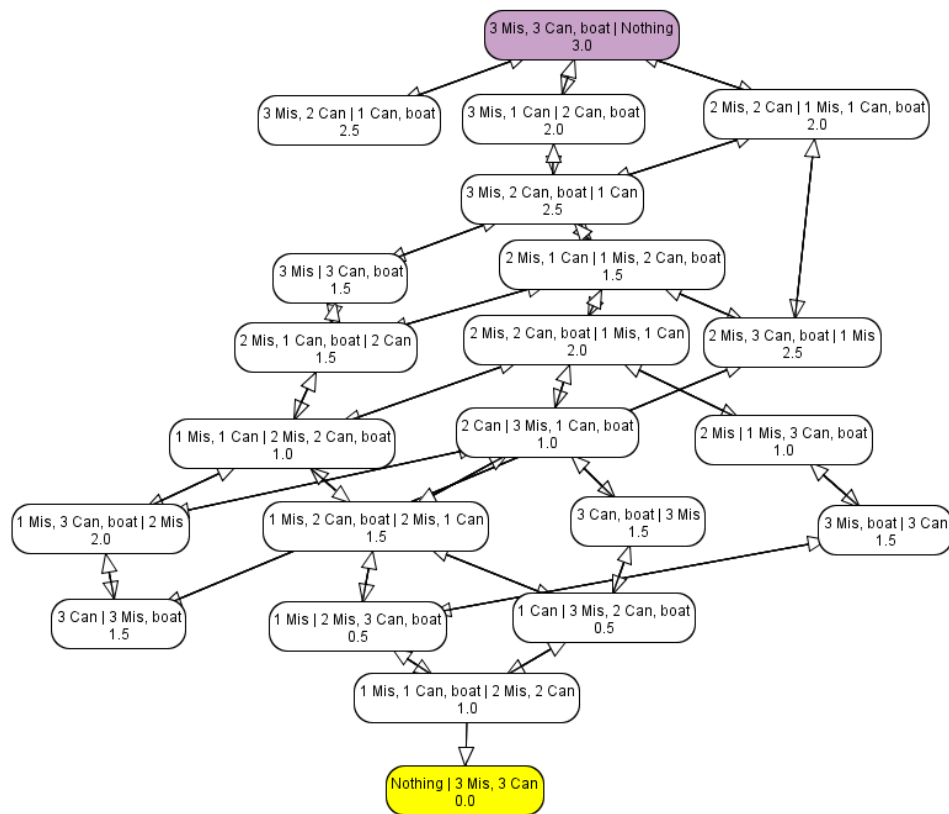 3 Mis, 3 Can, boat | Nothing
3.0
3 Mis, 2 Can | 1 Can, boat
2.5
3 Mis, 1 Can | 2 Can, boat
2.0
2 Mis, 2 Can | 1 Mis, 1 Can, boat
2.0
3 Mis, 2 Can, boat | 1 Can
2.5
3 Mis | 3 Can, boat
1.5
2 Mis, 1 Can | 1 Mis, 2 Can, boat
1.5
2 Mis, 1 Can, boat | 2 Can
1.5
2 Mis, 2 Can, boat | 1 Mis, 1 Can
2.0
2 Mis, 3 Can, boat | 1 Mis
2.5
1 Mis, 1 Can | 2 Mis, 2 Can, boat
1.0
2 Can | 3 Mis, 1 Can, boat
1.0
2 Mis | 1 Mis, 3 Can, boat
1.0
1 Mis, 3 Can, boat | 2 Mis
2.0
1 Mis, 2 Can, boat | 2 Mis, 1 Can
1.5
3 Can, boat | 3 Mis
1.5
3 Mis, boat | 3 Can
1.5
3 Can | 3 Mis, boat
1.5
1 Mis | 2 Mis, 3 Can, boat
0.5
1 Can | 3 Mis, 2 Can, boat
0.5
1 Mis, 1 Can, boat | 2 Mis, 2 Can
1.0
Nothing | 3 Mis, 3 Can
0.0